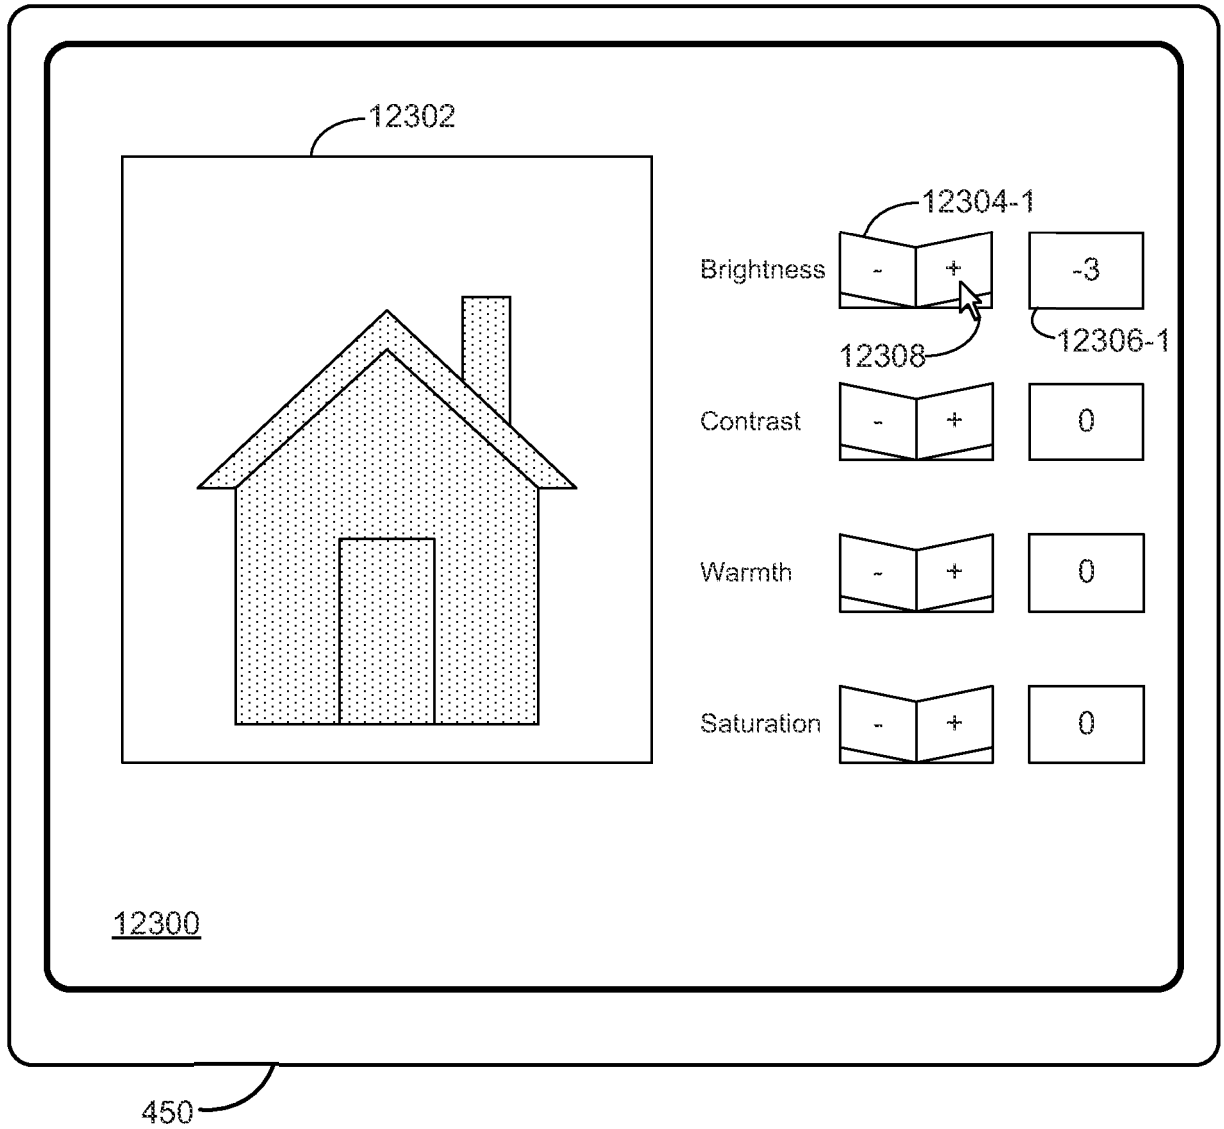 12302
12304-1
Brightness - + -3
12308
12306-1
Contrast - + 0
Warmth - + 0
Saturation - + 0
12300
450